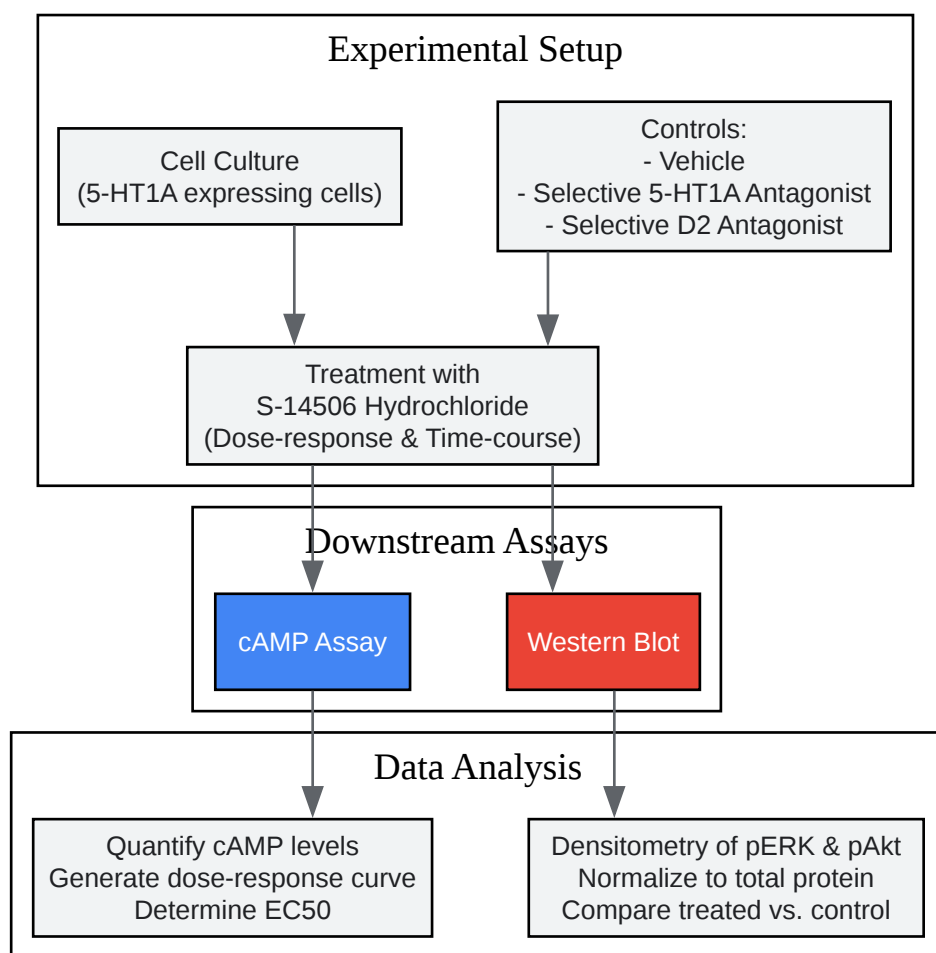 Experimental Setup
Cell Culture
(5-HT1A expressing cells)
Controls:
- Vehicle
- Selective 5-HT1A Antagonist
- Selective D2 Antagonist
Treatment with
S-14506 Hydrochloride
(Dose-response & Time-course)
Downstream Assays
cAMP Assay
Western Blot
Data Analysis
Quantify cAMP levels
Generate dose-response curve
Determine EC50
Densitometry of pERK & pAkt
Normalize to total protein
Compare treated vs. control